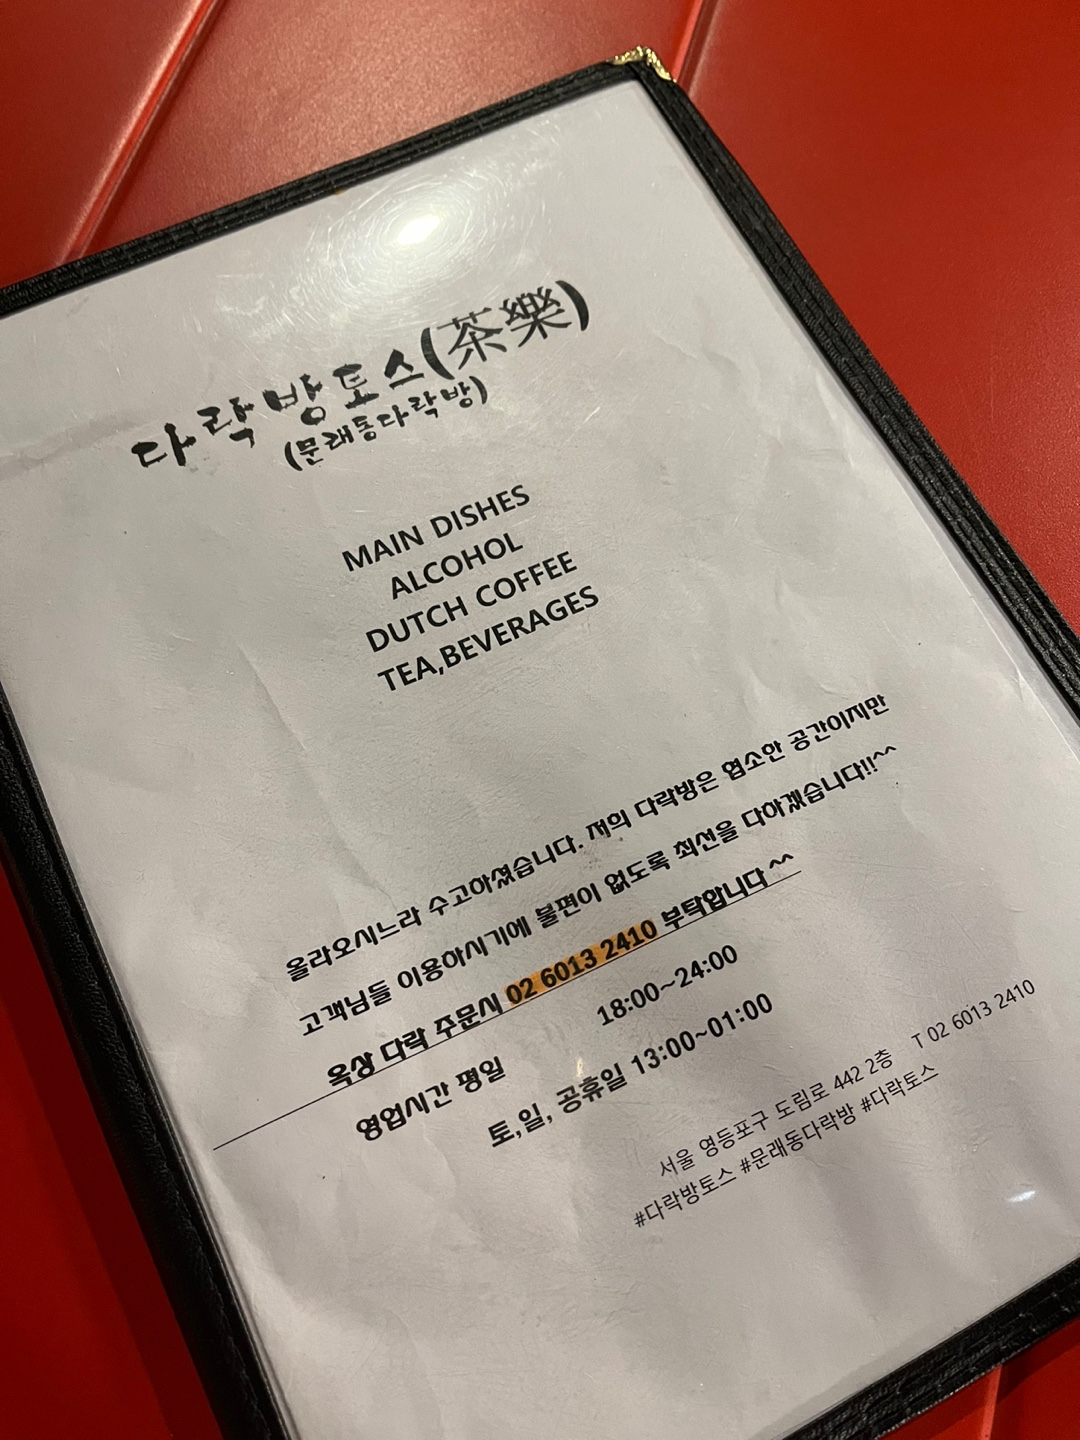 다락방토스(茶樂)
(문래동다락방)
MAIN DISHES
ALCOHOL
DUTCH COFFEE
TEA,BEVERAGES
올라오시느라 수고하셨습니다. 저희 다락방은 협소한 공간이지만
고객님들 이용하시기에 불편이 없도록 최선을 다하겠습니다!!^^
옥상 다락 주문시 02 6013 2410 부탁합니다^^
영업시간 평일 18:00~24:00
토,일, 공휴일 13:00~01:00
서울 영등포구 도림로 442 2층 T 02 6013 2410
#다락방토스 #문래동다락방 #다락토스